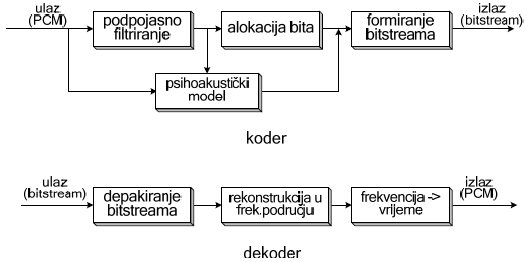 ulaz
(PCM)
podpojasno
filtriranje
alokacija bita
formiranje
bitstreama
izlaz
(bitstream)
psihoakustički
model
koder
ulaz
(bitstream)
depakiranje
bitstreama
rekonstrukcija u
frek.području
frekvencija ->
vrijeme
izlaz
(PCM)
dekoder